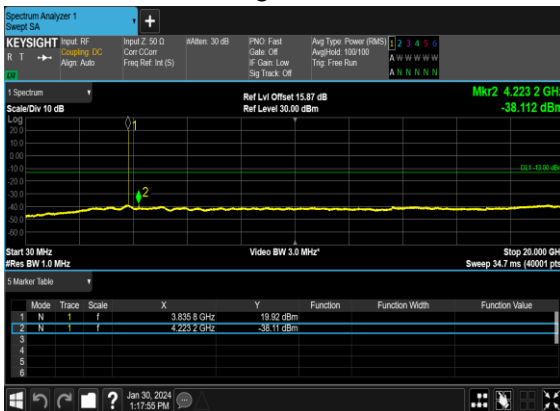 Spectrum Analyzer 1
Swept SA
KEYSIGHT Input: RF Input Z: 50 Ω #Atten: 30 dB PNO: Fast Avg Type: Power (RMS) 1 2 3 4 5 6
R T Coupling: DC Corr CCorr Gate: Off Avg|Hold: 100/100 A W W W W W
Align: Auto Freq Ref: Int (S) IF Gain: Low Trig: Free Run
Sig Track: Off A N N N N N
LV
1 Spectrum Ref Lvl Offset 15.87 dB Mkr2 4.223 2 GHz
Scale/Div 10 dB Ref Level 30.00 dBm -38.112 dBm
Log
20.0 1
10.0
0.00
-10.0 DL1 -13.00 dBm
-20.0
-30.0 2
-40.0
-50.0
-60.0
Start 30 MHz Video BW 3.0 MHz* Stop 20.000 GH
#Res BW 1.0 MHz Sweep 34.7 ms (40001 pts
5 Marker Table
Mode Trace Scale X Y Function Function Width Function Value
1 N 1 f 3.835 8 GHz 19.92 dBm
2 N 1 f 4.223 2 GHz -38.11 dBm
3
4
5
6
? Jan 30, 2024
1:17:55 PM